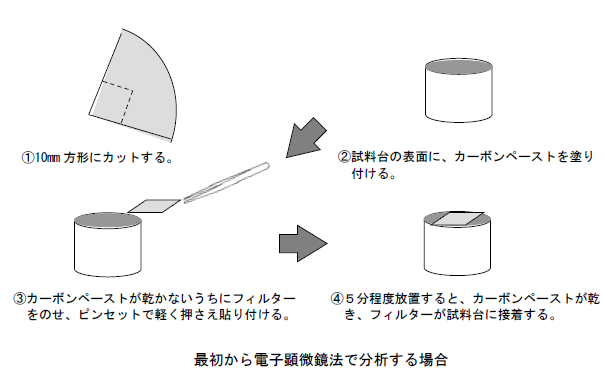 ①10mm 方形にカットする。
②試料台の表面に、カーボンペーストを塗り
付ける。
③カーボンペーストが乾かないうちにフィルター
をのせ、ピンセットで軽く押さえ貼り付ける。
④５分程度放置すると、カーボンペーストが乾
き、フィルターが試料台に接着する。
最初から電子顕微鏡法で分析する場合